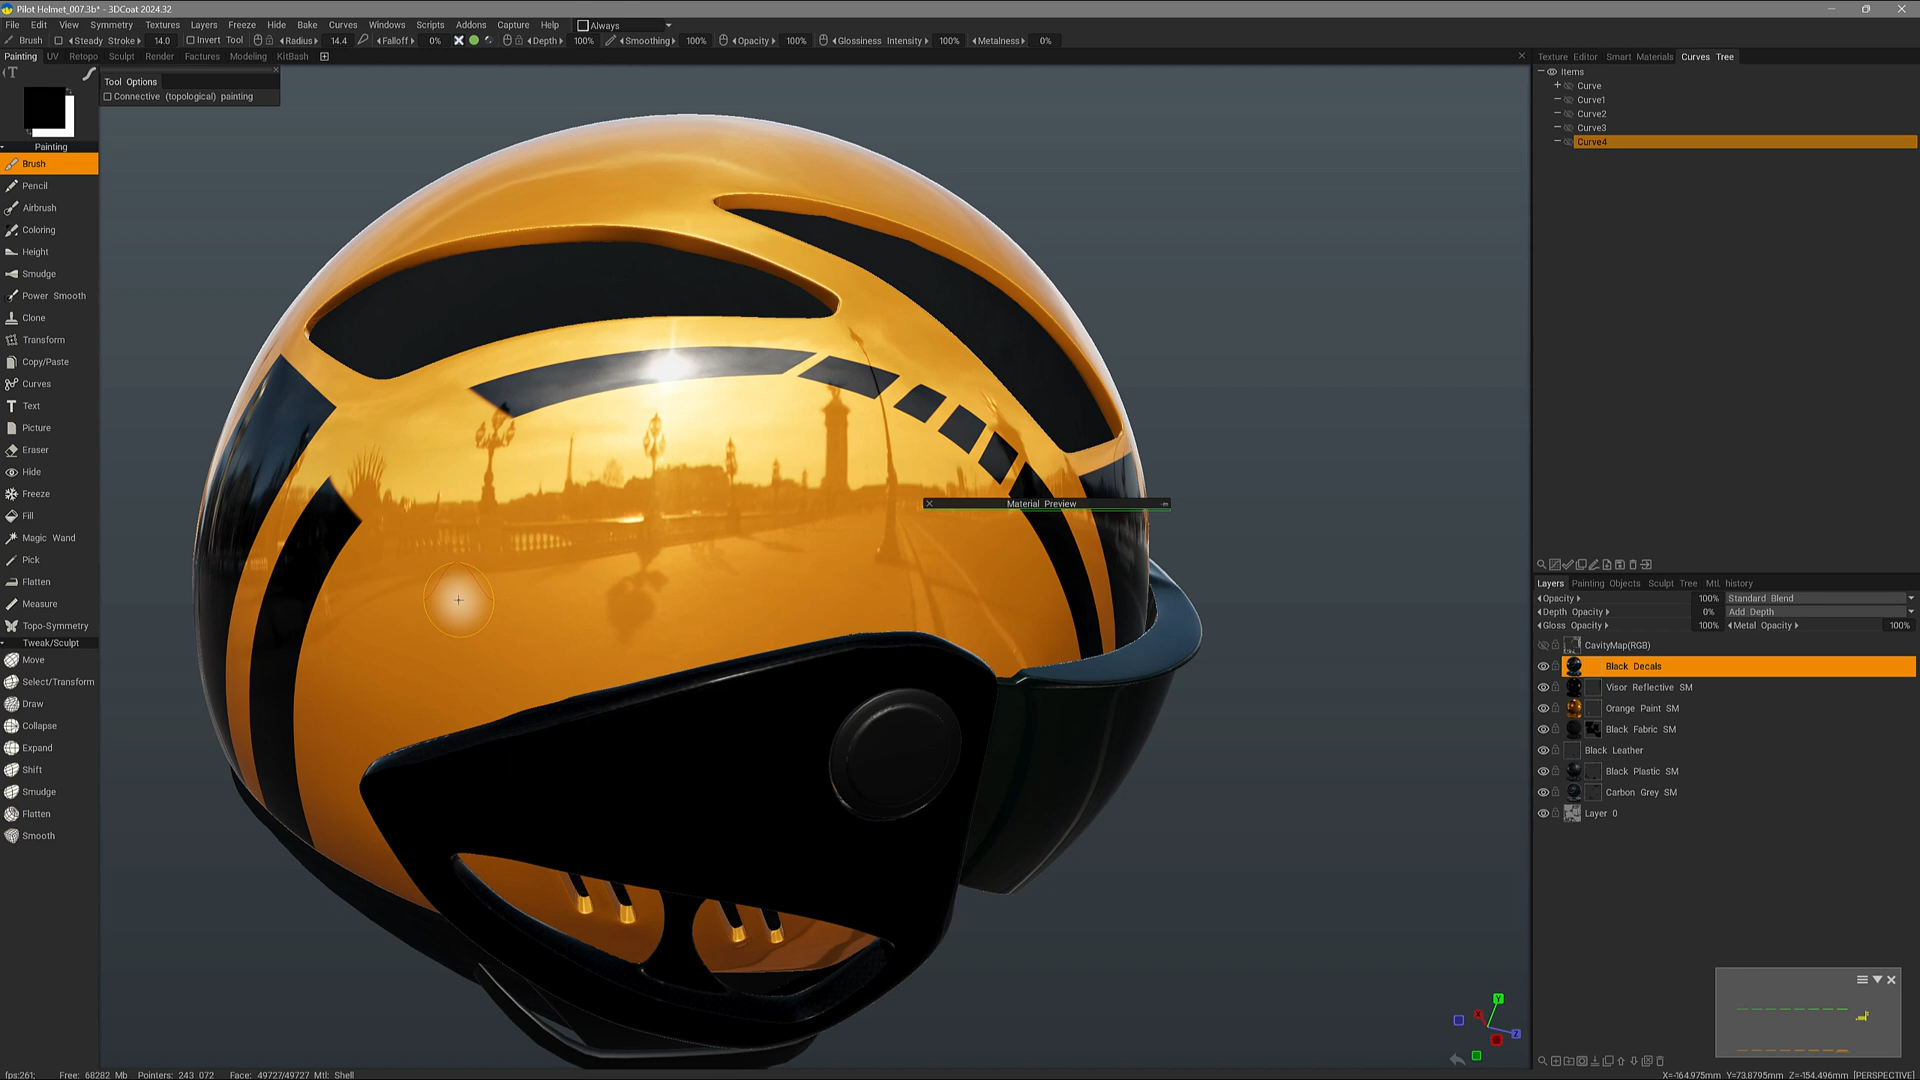 Pilot Helmet_007.3b* - 3DCoat 2024.32
File Edit View Symmetry Textures Layers Freeze Hide Bake Curves Windows Scripts Addons Capture Help Always
Brush Steady Stroke 14.0 Invert Tool Radius 14.4 Falloff 0% Depth 100% Smoothing 100% Opacity 100% Glossiness Intensity 100% Metalness 0%
Painting UV Retopo Sculpt Render Factures Modeling KitBash
Texture Editor Smart Materials Curves Tree
T
Tool Options
Connective (topological) painting
Painting
Brush
Pencil
Airbrush
Coloring
Height
Smudge
Power Smooth
Clone
Transform
Copy/Paste
Curves
Text
Picture
Eraser
Hide
Freeze
Fill
Magic Wand
Pick
Flatten
Measure
Topo-Symmetry
Tweak/Sculpt
Move
Select/Transform
Draw
Collapse
Expand
Shift
Smudge
Flatten
Smooth
Material Preview
Items
Curve
Curve1
Curve2
Curve3
Curve4
Layers Painting Objects Sculpt Tree Mtl. history
Opacity 100% Standard Blend
Depth Opacity 0% Add Depth
Gloss Opacity 100% Metal Opacity 100%
CavityMap(RGB)
Black Decals
Visor Reflective SM
Orange Paint SM
Black Fabric SM
Black Leather
Black Plastic SM
Carbon Grey SM
Layer 0
Y
X
Z
fps:261; Free: 68282 Mb Pointers: 243 072 Face: 49727/49727 Mtl: Shell
X=-164.975mm Y=73.8795mm Z=-154.496mm [PERSPECTIVE]